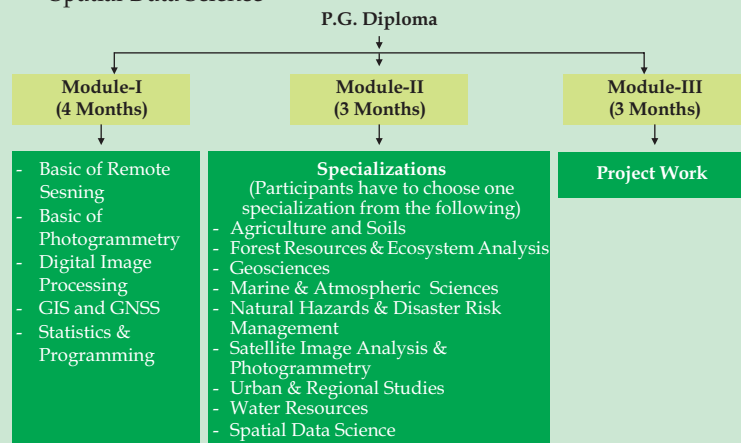 Spatial Data Science
P.G. Diploma
Module-I
(4 Months)
Module-II
(3 Months)
Module-III
(3 Months)
- Basic of Remote
Sesning
- Basic of
Photogrammetry
- Digital Image
Processing
- GIS and GNSS
- Statistics &
Programming
Specializations
(Participants have to choose one
specialization from the following)
- Agriculture and Soils
- Forest Resources & Ecosystem Analysis
- Geosciences
- Marine & Atmospheric Sciences
- Natural Hazards & Disaster Risk
Management
- Satellite Image Analysis &
Photogrammetry
- Urban & Regional Studies
- Water Resources
- Spatial Data Science
Project Work